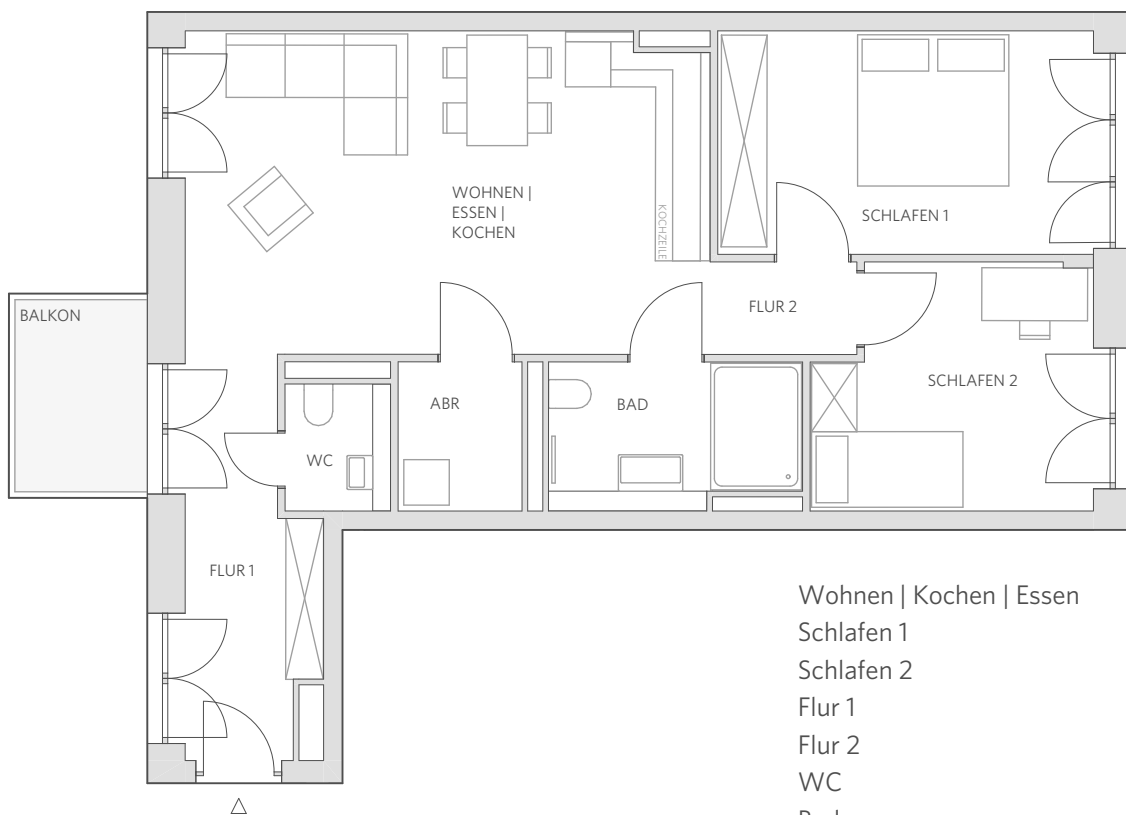 WOHNEN |
ESSEN |
KOCHEN
KOCHZEILE
SCHLAFEN 1
BALKON
FLUR 2
SCHLAFEN 2
ABR
BAD
WC
FLUR 1
Wohnen | Kochen | Essen
Schlafen 1
Schlafen 2
Flur 1
Flur 2
WC